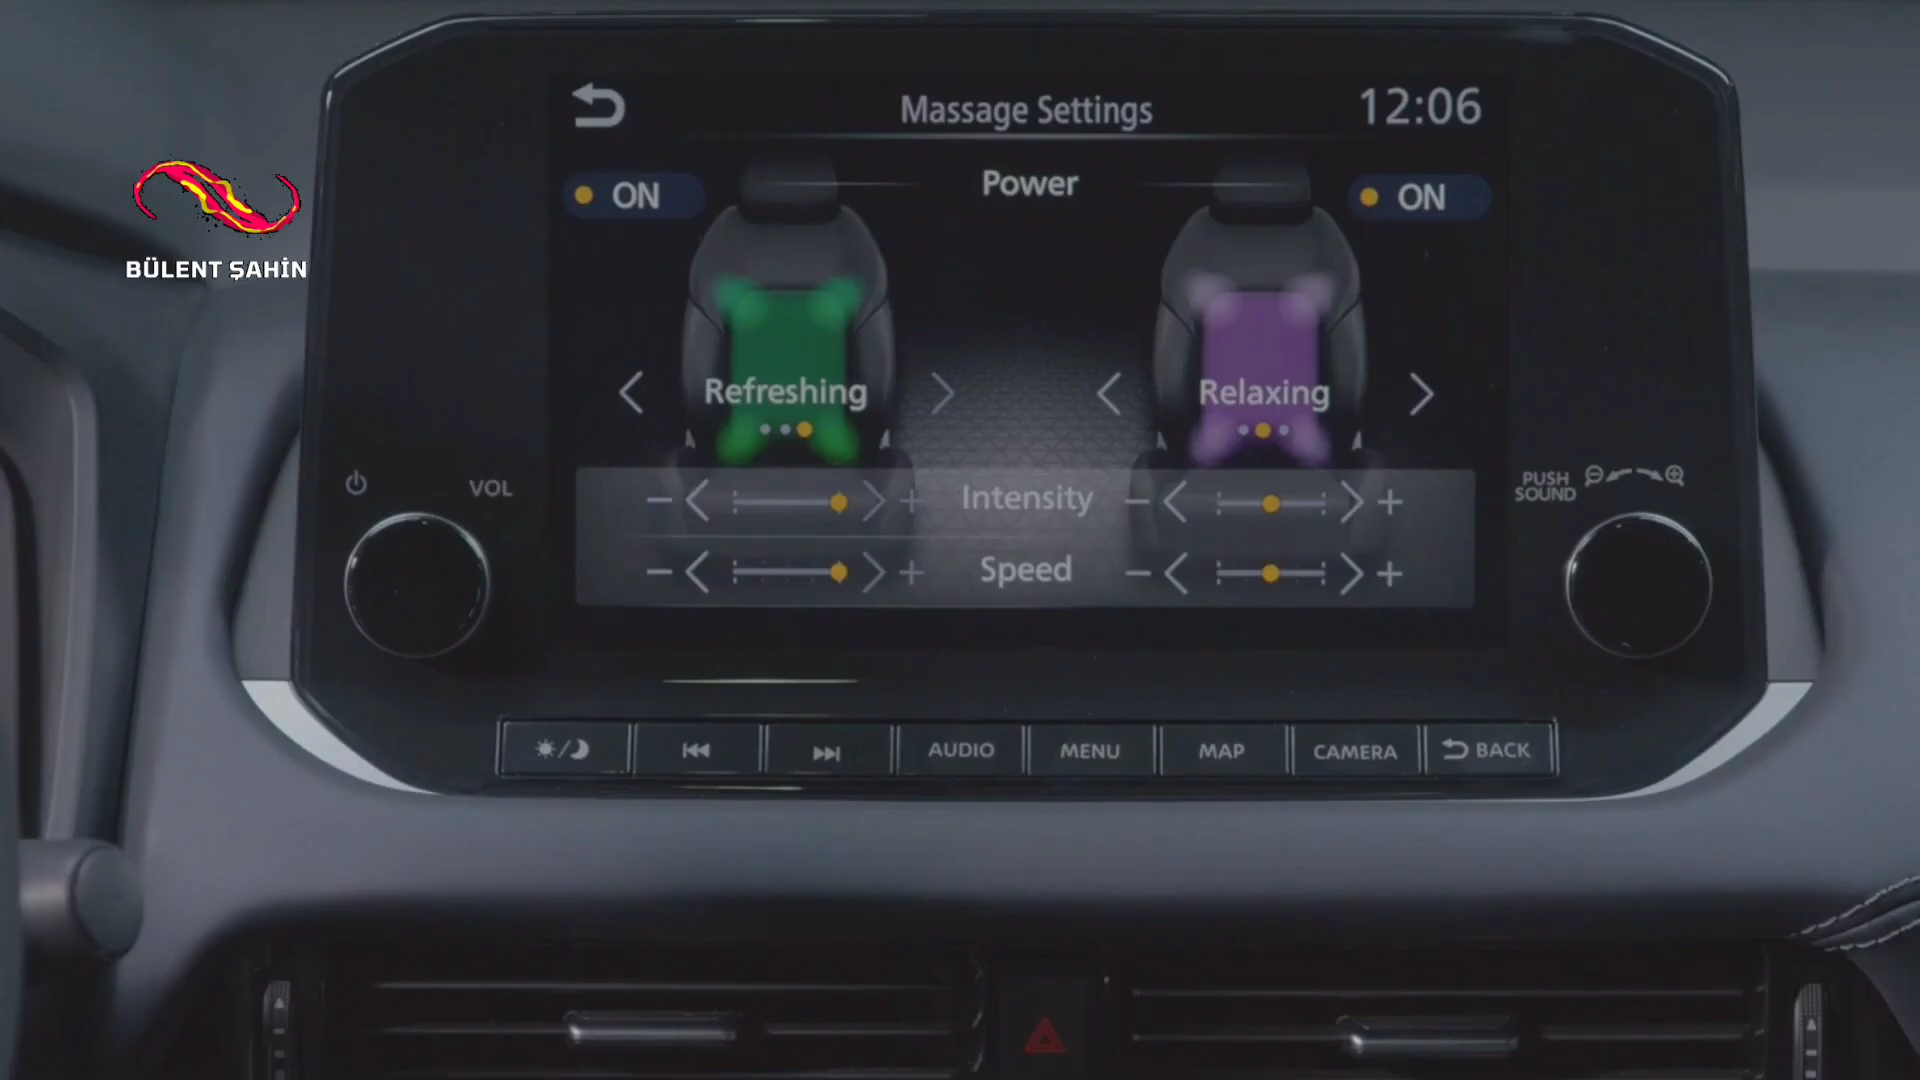 Massage Settings 12:06
BÜLENT ŞAHİN
ON Power ON
Refreshing Relaxing
Intensity
Speed
VOL
PUSH
SOUND
AUDIO MENU MAP CAMERA BACK